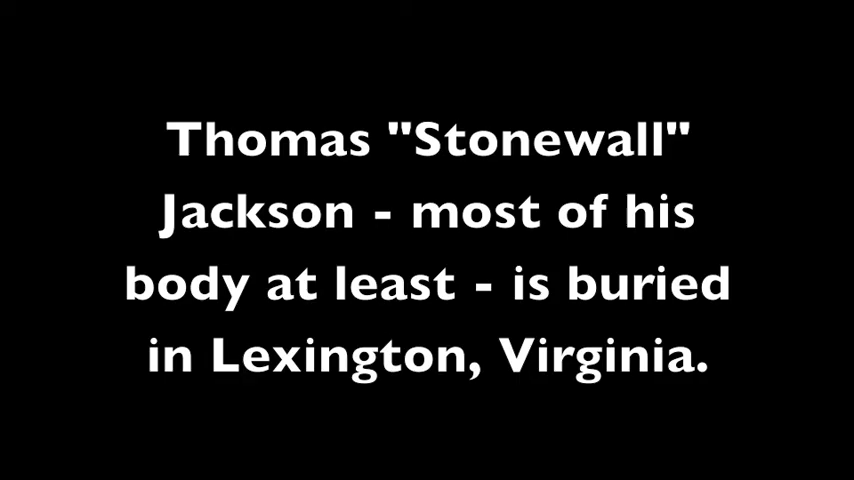 Thomas "Stonewall"
Jackson - most of his
body at least - is buried
in Lexington, Virginia.